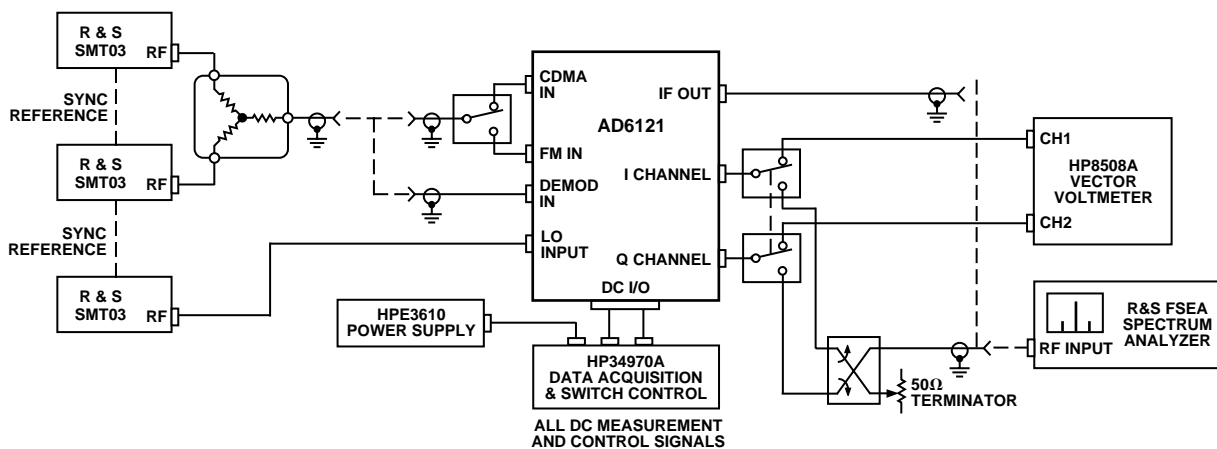 R & S
SMT03
RF
SYNC
REFERENCE
R & S
SMT03
RF
SYNC
REFERENCE
R & S
SMT03
RF
CDMA
IN
FM IN
DEMOD
IN
LO
INPUT
AD6121
IF OUT
I CHANNEL
Q CHANNEL
DC I/O
HPE3610
POWER SUPPLY
HP34970A
DATA ACQUISITION
& SWITCH CONTROL
ALL DC MEASUREMENT
AND CONTROL SIGNALS
CH1
HP8508A
VECTOR
VOLTMETER
CH2
R&S FSEA
SPECTRUM
ANALYZER
RF INPUT
50Ω
TERMINATOR